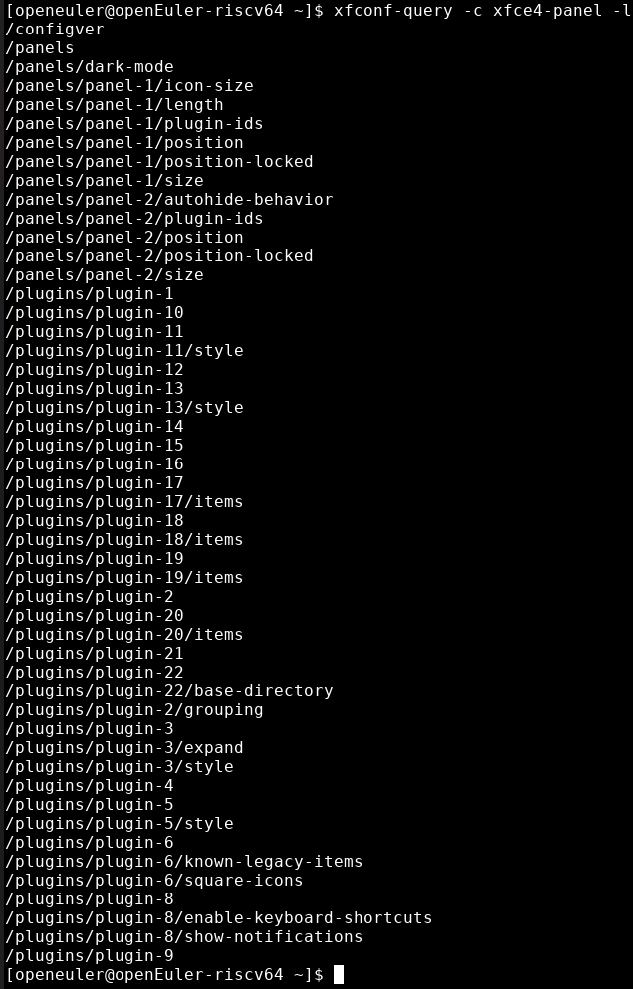 [openeuler@openEuler-riscv64 ~]$ xfconf-query -c xfce4-panel -l
/configver
/panels
/panels/dark-mode
/panels/panel-1/icon-size
/panels/panel-1/length
/panels/panel-1/plugin-ids
/panels/panel-1/position
/panels/panel-1/position-locked
/panels/panel-1/size
/panels/panel-2/autohide-behavior
/panels/panel-2/plugin-ids
/panels/panel-2/position
/panels/panel-2/position-locked
/panels/panel-2/size
/plugins/plugin-1
/plugins/plugin-10
/plugins/plugin-11
/plugins/plugin-11/style
/plugins/plugin-12
/plugins/plugin-13
/plugins/plugin-13/style
/plugins/plugin-14
/plugins/plugin-15
/plugins/plugin-16
/plugins/plugin-17
/plugins/plugin-17/items
/plugins/plugin-18
/plugins/plugin-18/items
/plugins/plugin-19
/plugins/plugin-19/items
/plugins/plugin-2
/plugins/plugin-20
/plugins/plugin-20/items
/plugins/plugin-21
/plugins/plugin-22
/plugins/plugin-22/base-directory
/plugins/plugin-2/grouping
/plugins/plugin-3
/plugins/plugin-3/expand
/plugins/plugin-3/style
/plugins/plugin-4
/plugins/plugin-5
/plugins/plugin-5/style
/plugins/plugin-6
/plugins/plugin-6/known-legacy-items
/plugins/plugin-6/square-icons
/plugins/plugin-8
/plugins/plugin-8/enable-keyboard-shortcuts
/plugins/plugin-8/show-notifications
/plugins/plugin-9
[openeuler@openEuler-riscv64 ~]$